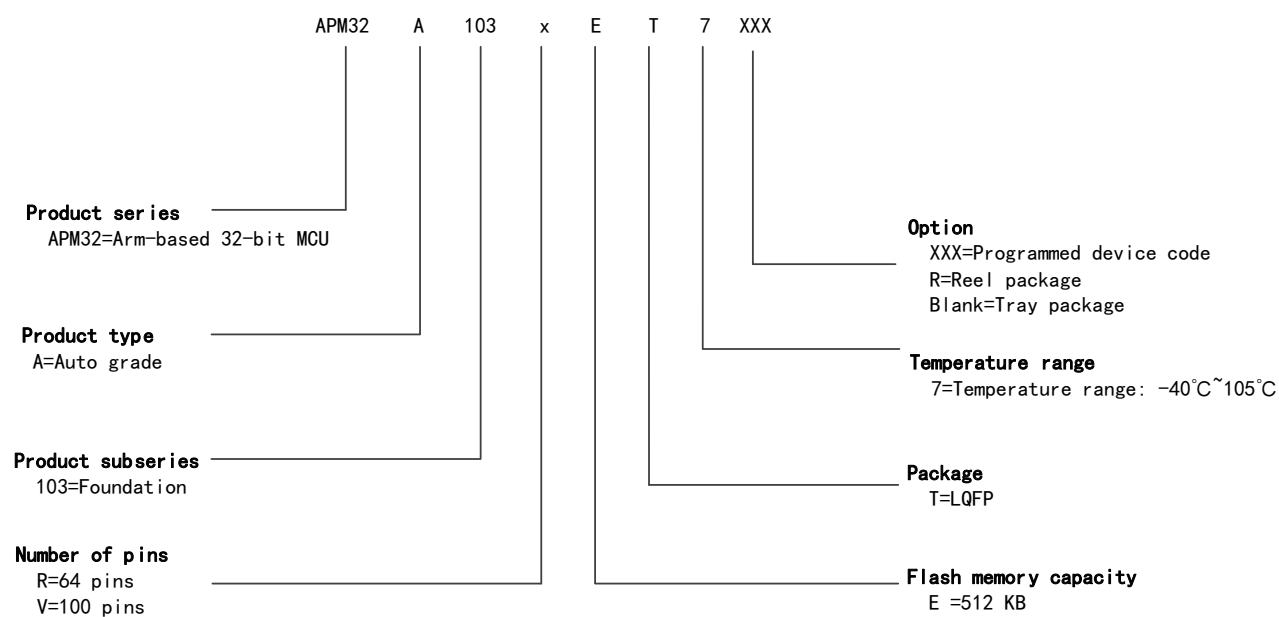 APM32 A 103 x E T 7 XXX
Product series
APM32=Arm-based 32-bit MCU
Product type
A=Auto grade
Product subseries
103=Foundation
Number of pins
R=64 pins
V=100 pins
Option
XXX=Programmed device code
R=Reel package
Blank=Tray package
Temperature range
7=Temperature range: -40℃~105℃
Package
T=LQFP
Flash memory capacity
E =512 KB